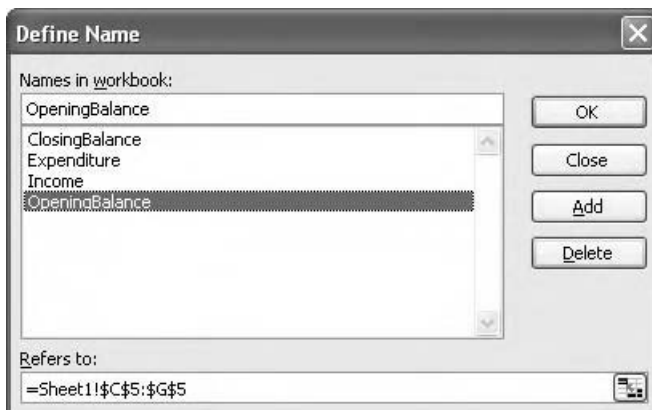 Define Name
Names in workbook:
OpeningBalance
OK
ClosingBalance
Expenditure
Income
OpeningBalance
Close
Add
Delete
Refers to:
=Sheet1!$C$5:$G$5